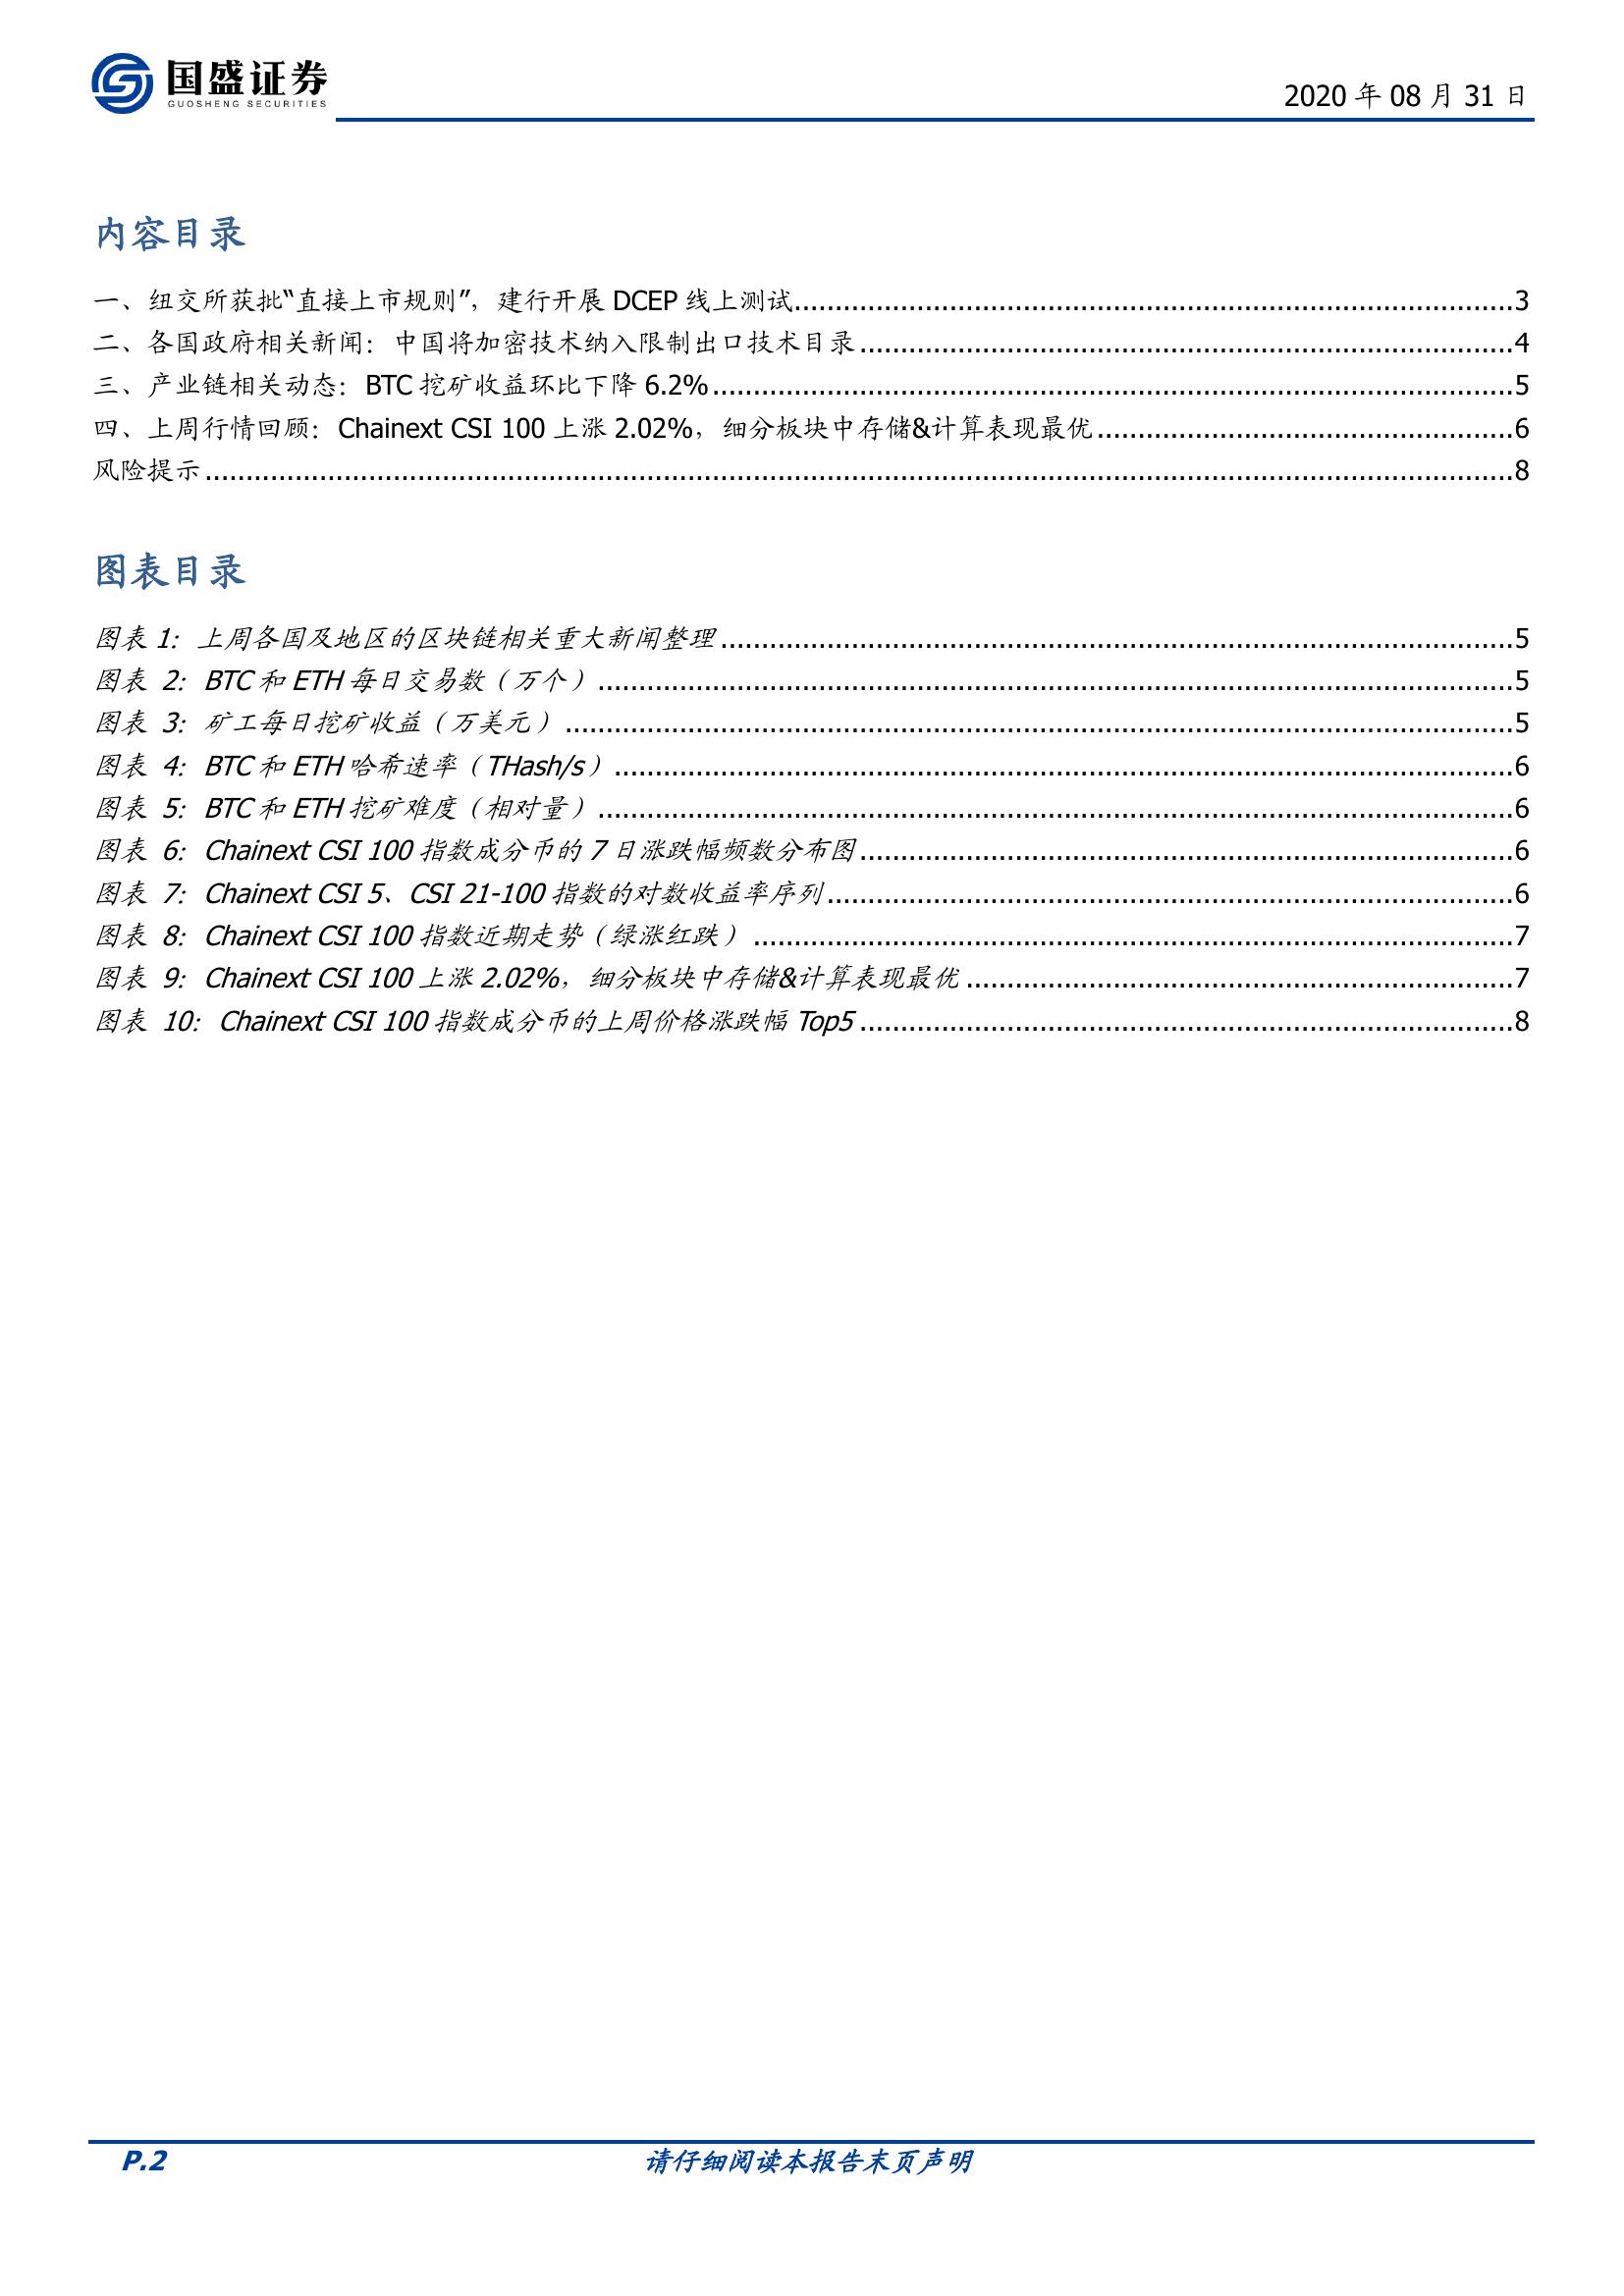 国盛证券
GUOSHENG SECURITIES
2020 年 08 月 31 日
内容目录
一、纽交所获批“直接上市规则”，建行开展 DCEP 线上测试........................................3
二、各国政府相关新闻：中国将加密技术纳入限制出口技术目录........................................4
三、产业链相关动态：BTC 挖矿收益环比下降 6.2%........................................5
四、上周行情回顾：Chainext CSI 100 上涨 2.02%，细分板块中存储&计算表现最优........................................6
风险提示........................................8
图表目录
图表 1: 上周各国及地区的区块链相关重大新闻整理........................................5
图表 2: BTC 和 ETH 每日交易数（万个）........................................5
图表 3: 矿工每日挖矿收益（万美元）........................................5
图表 4: BTC 和 ETH 哈希速率（THash/s）........................................6
图表 5: BTC 和 ETH 挖矿难度（相对量）........................................6
图表 6: Chainext CSI 100 指数成分币的 7 日涨跌幅频数分布图........................................6
图表 7: Chainext CSI 5、CSI 21-100 指数的对数收益率序列........................................6
图表 8: Chainext CSI 100 指数近期走势（绿涨红跌）........................................7
图表 9: Chainext CSI 100 上涨 2.02%，细分板块中存储&计算表现最优........................................7
图表 10: Chainext CSI 100 指数成分币的上周价格涨跌幅 Top5........................................8
P.2
请仔细阅读本报告末页声明